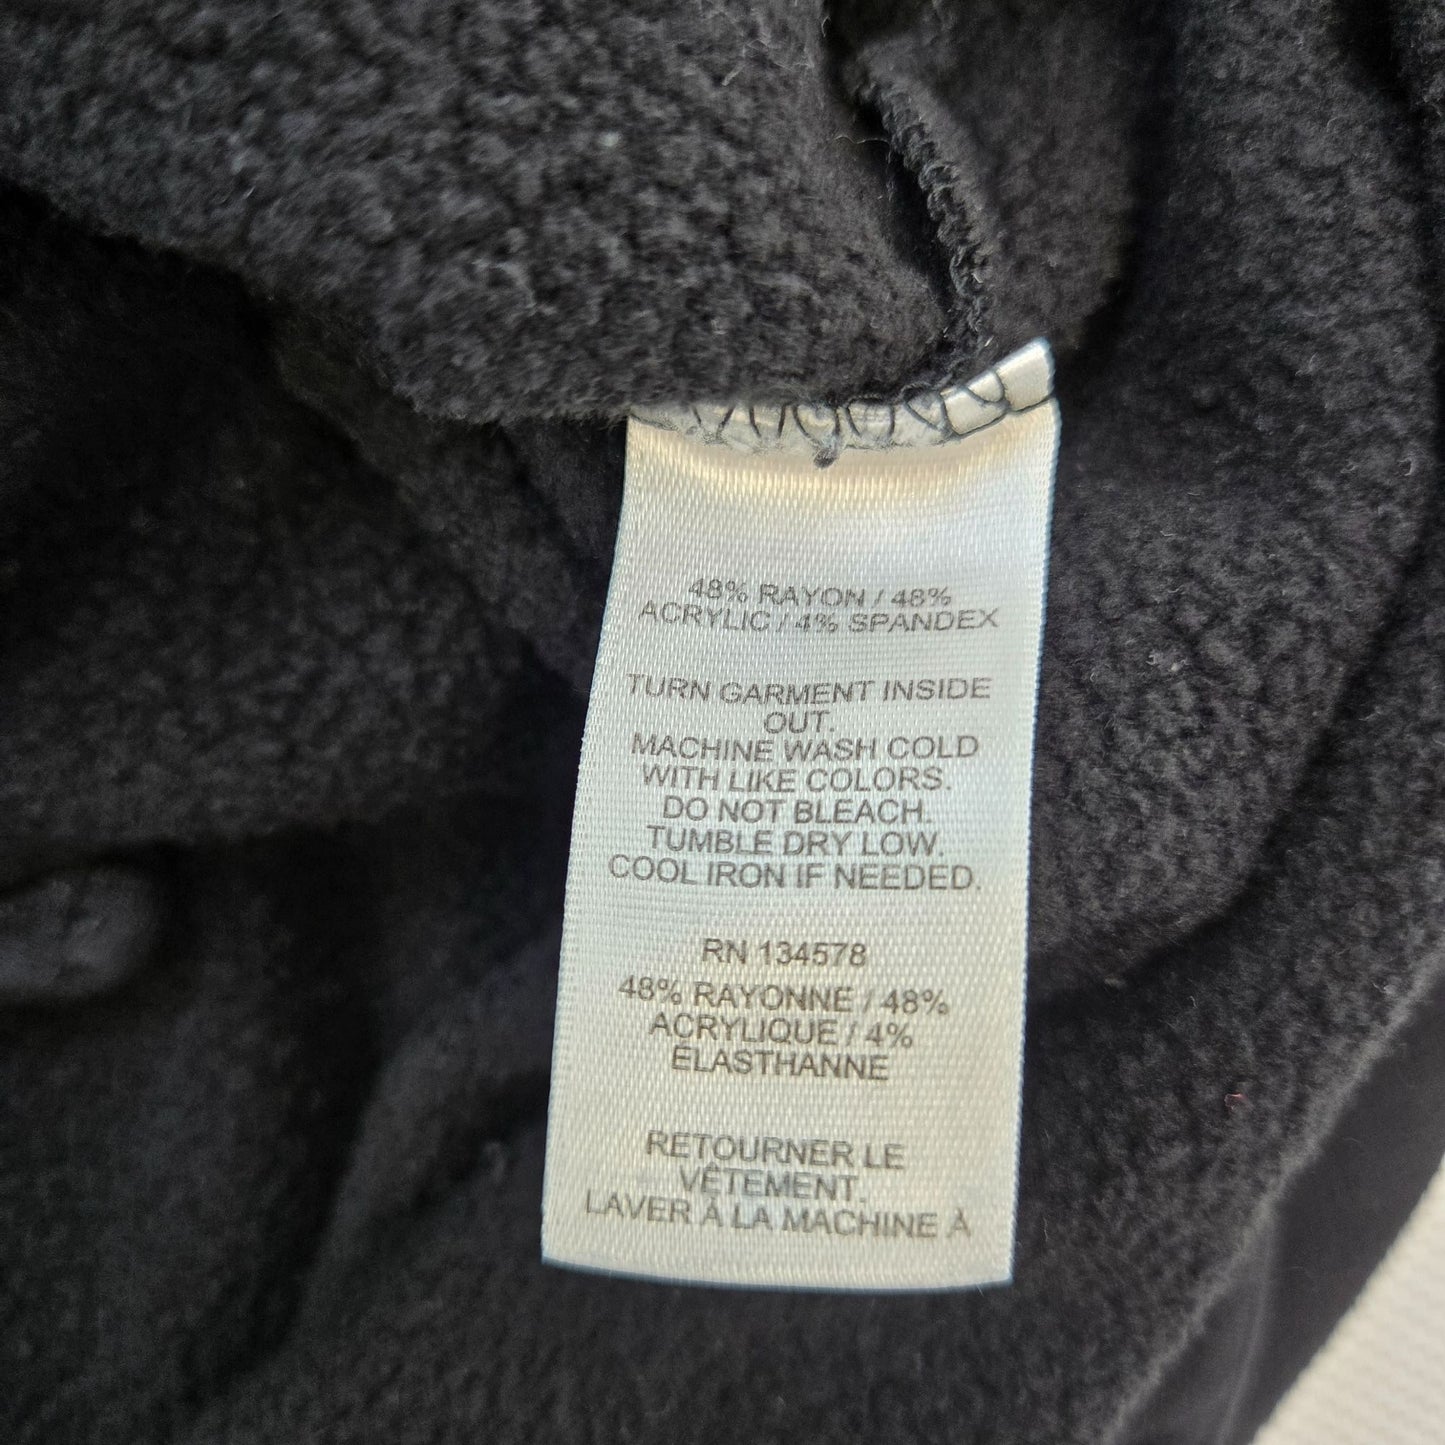 48% RAYON / 48%
ACRYLIC / 4% SPANDEX
TURN GARMENT INSIDE
OUT.
MACHINE WASH COLD
WITH LIKE COLORS.
DO NOT BLEACH.
TUMBLE DRY LOW.
COOL IRON IF NEEDED.
RN 134578
48% RAYONNE / 48%
ACRYLIQUE / 4%
ÉLASTHANNE
RETOURNER LE
VÊTEMENT.
LAVER À LA MACHINE À